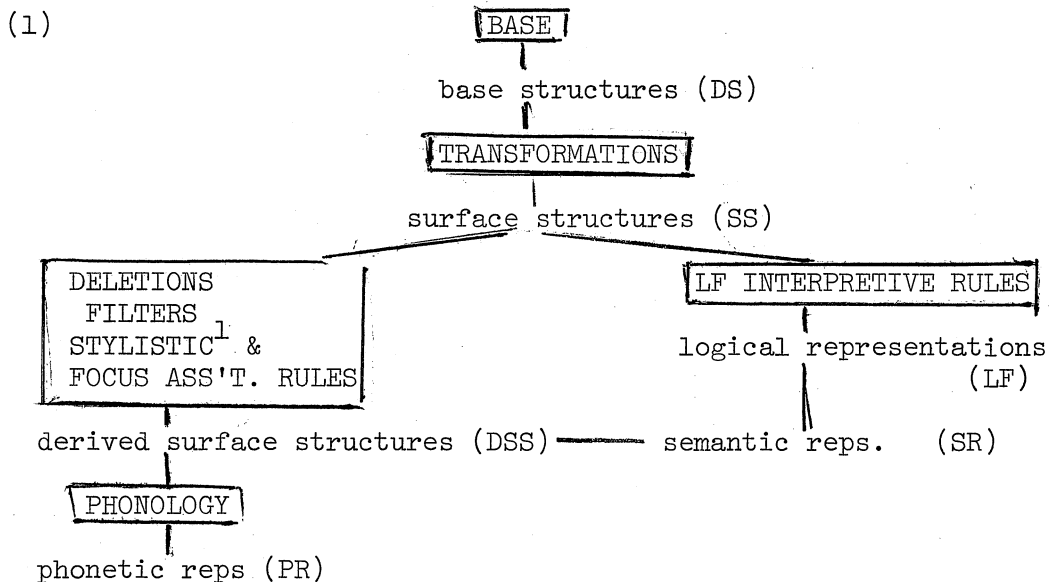 (1)
BASE
base structures (DS)
TRANSFORMATIONS
surface structures (SS)
DELETIONS
FILTERS
STYLISTIC¹ &
FOCUS ASS'T. RULES
LF INTERPRETIVE RULES
logical representations
(LF)
derived surface structures (DSS)
semantic reps. (SR)
PHONOLOGY
phonetic reps (PR)